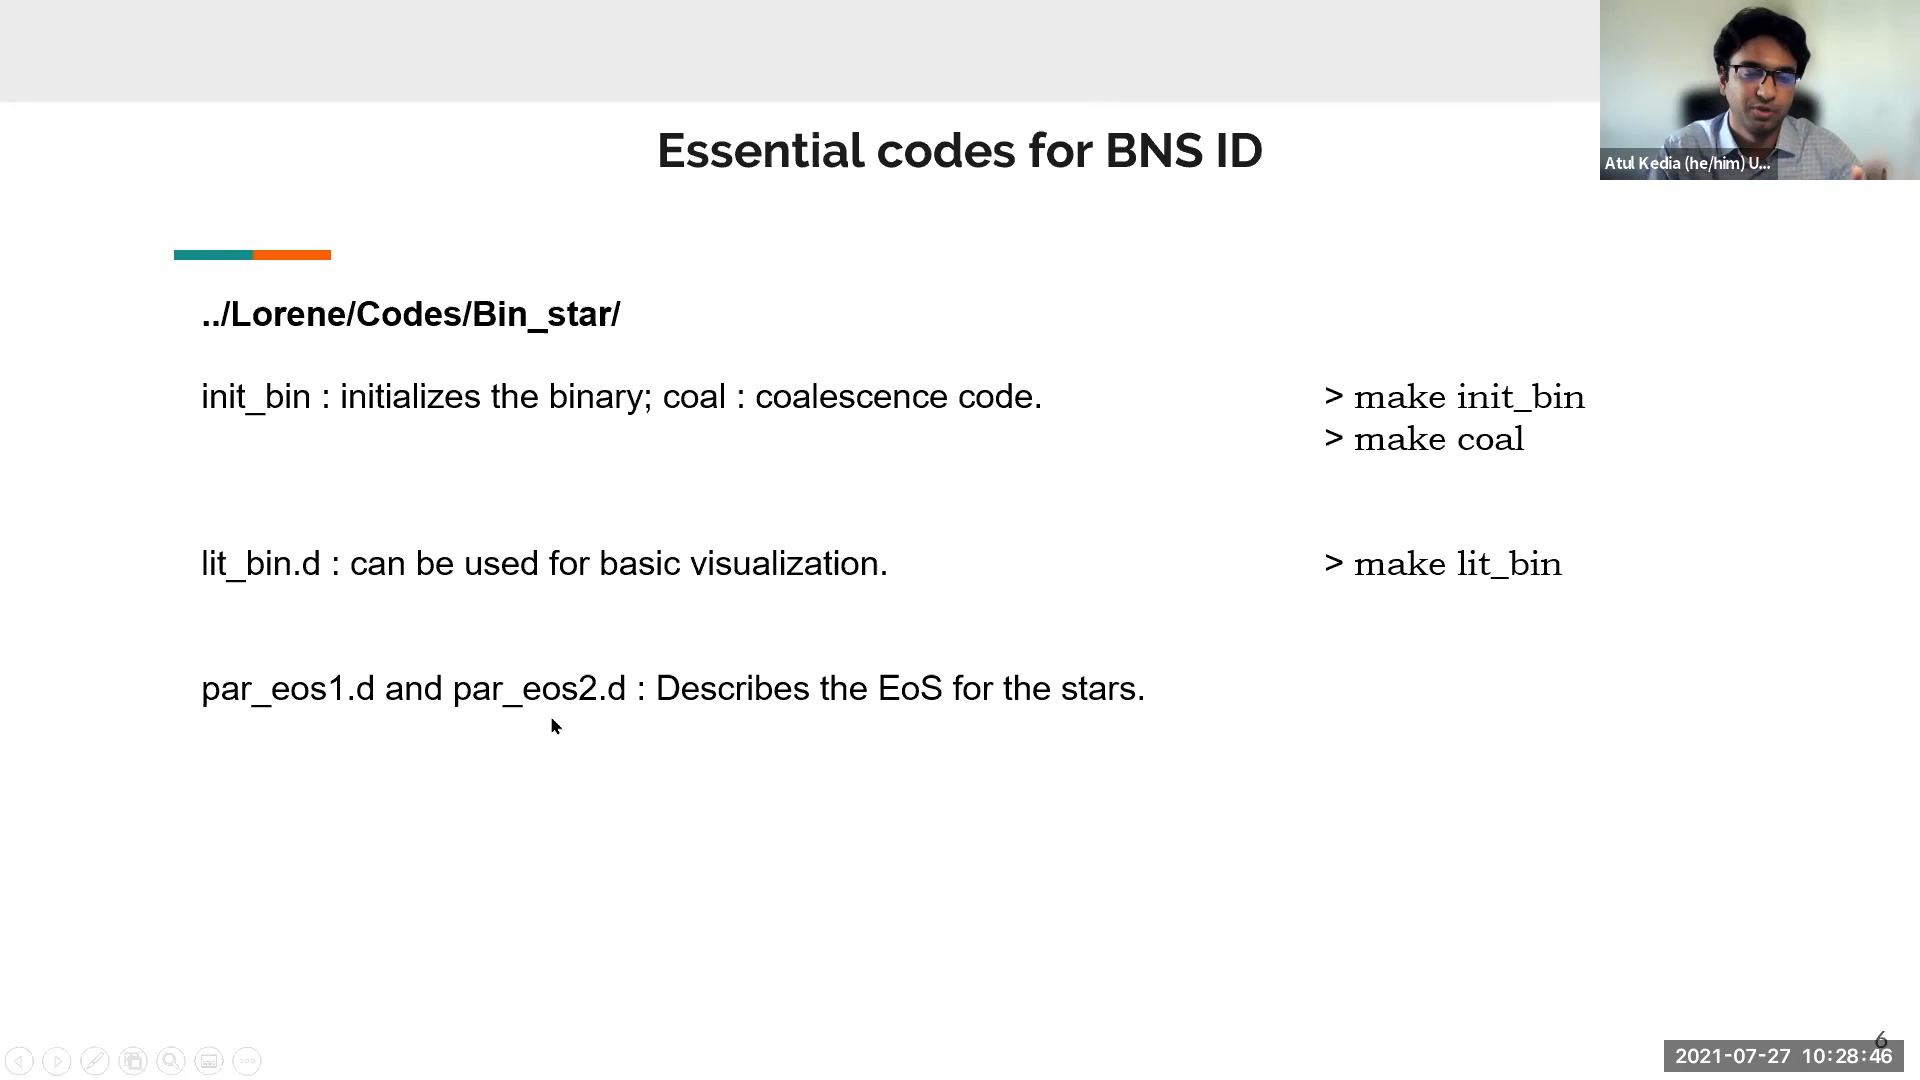 Essential codes for BNS ID
Atul Kedia (he/him) U...
../Lorene/Codes/Bin_star/
init_bin : initializes the binary; coal : coalescence code.
> make init_bin
> make coal
lit_bin.d : can be used for basic visualization.
> make lit_bin
par_eos1.d and par_eos2.d : Describes the EoS for the stars.
6
2021-07-27 10:28:46